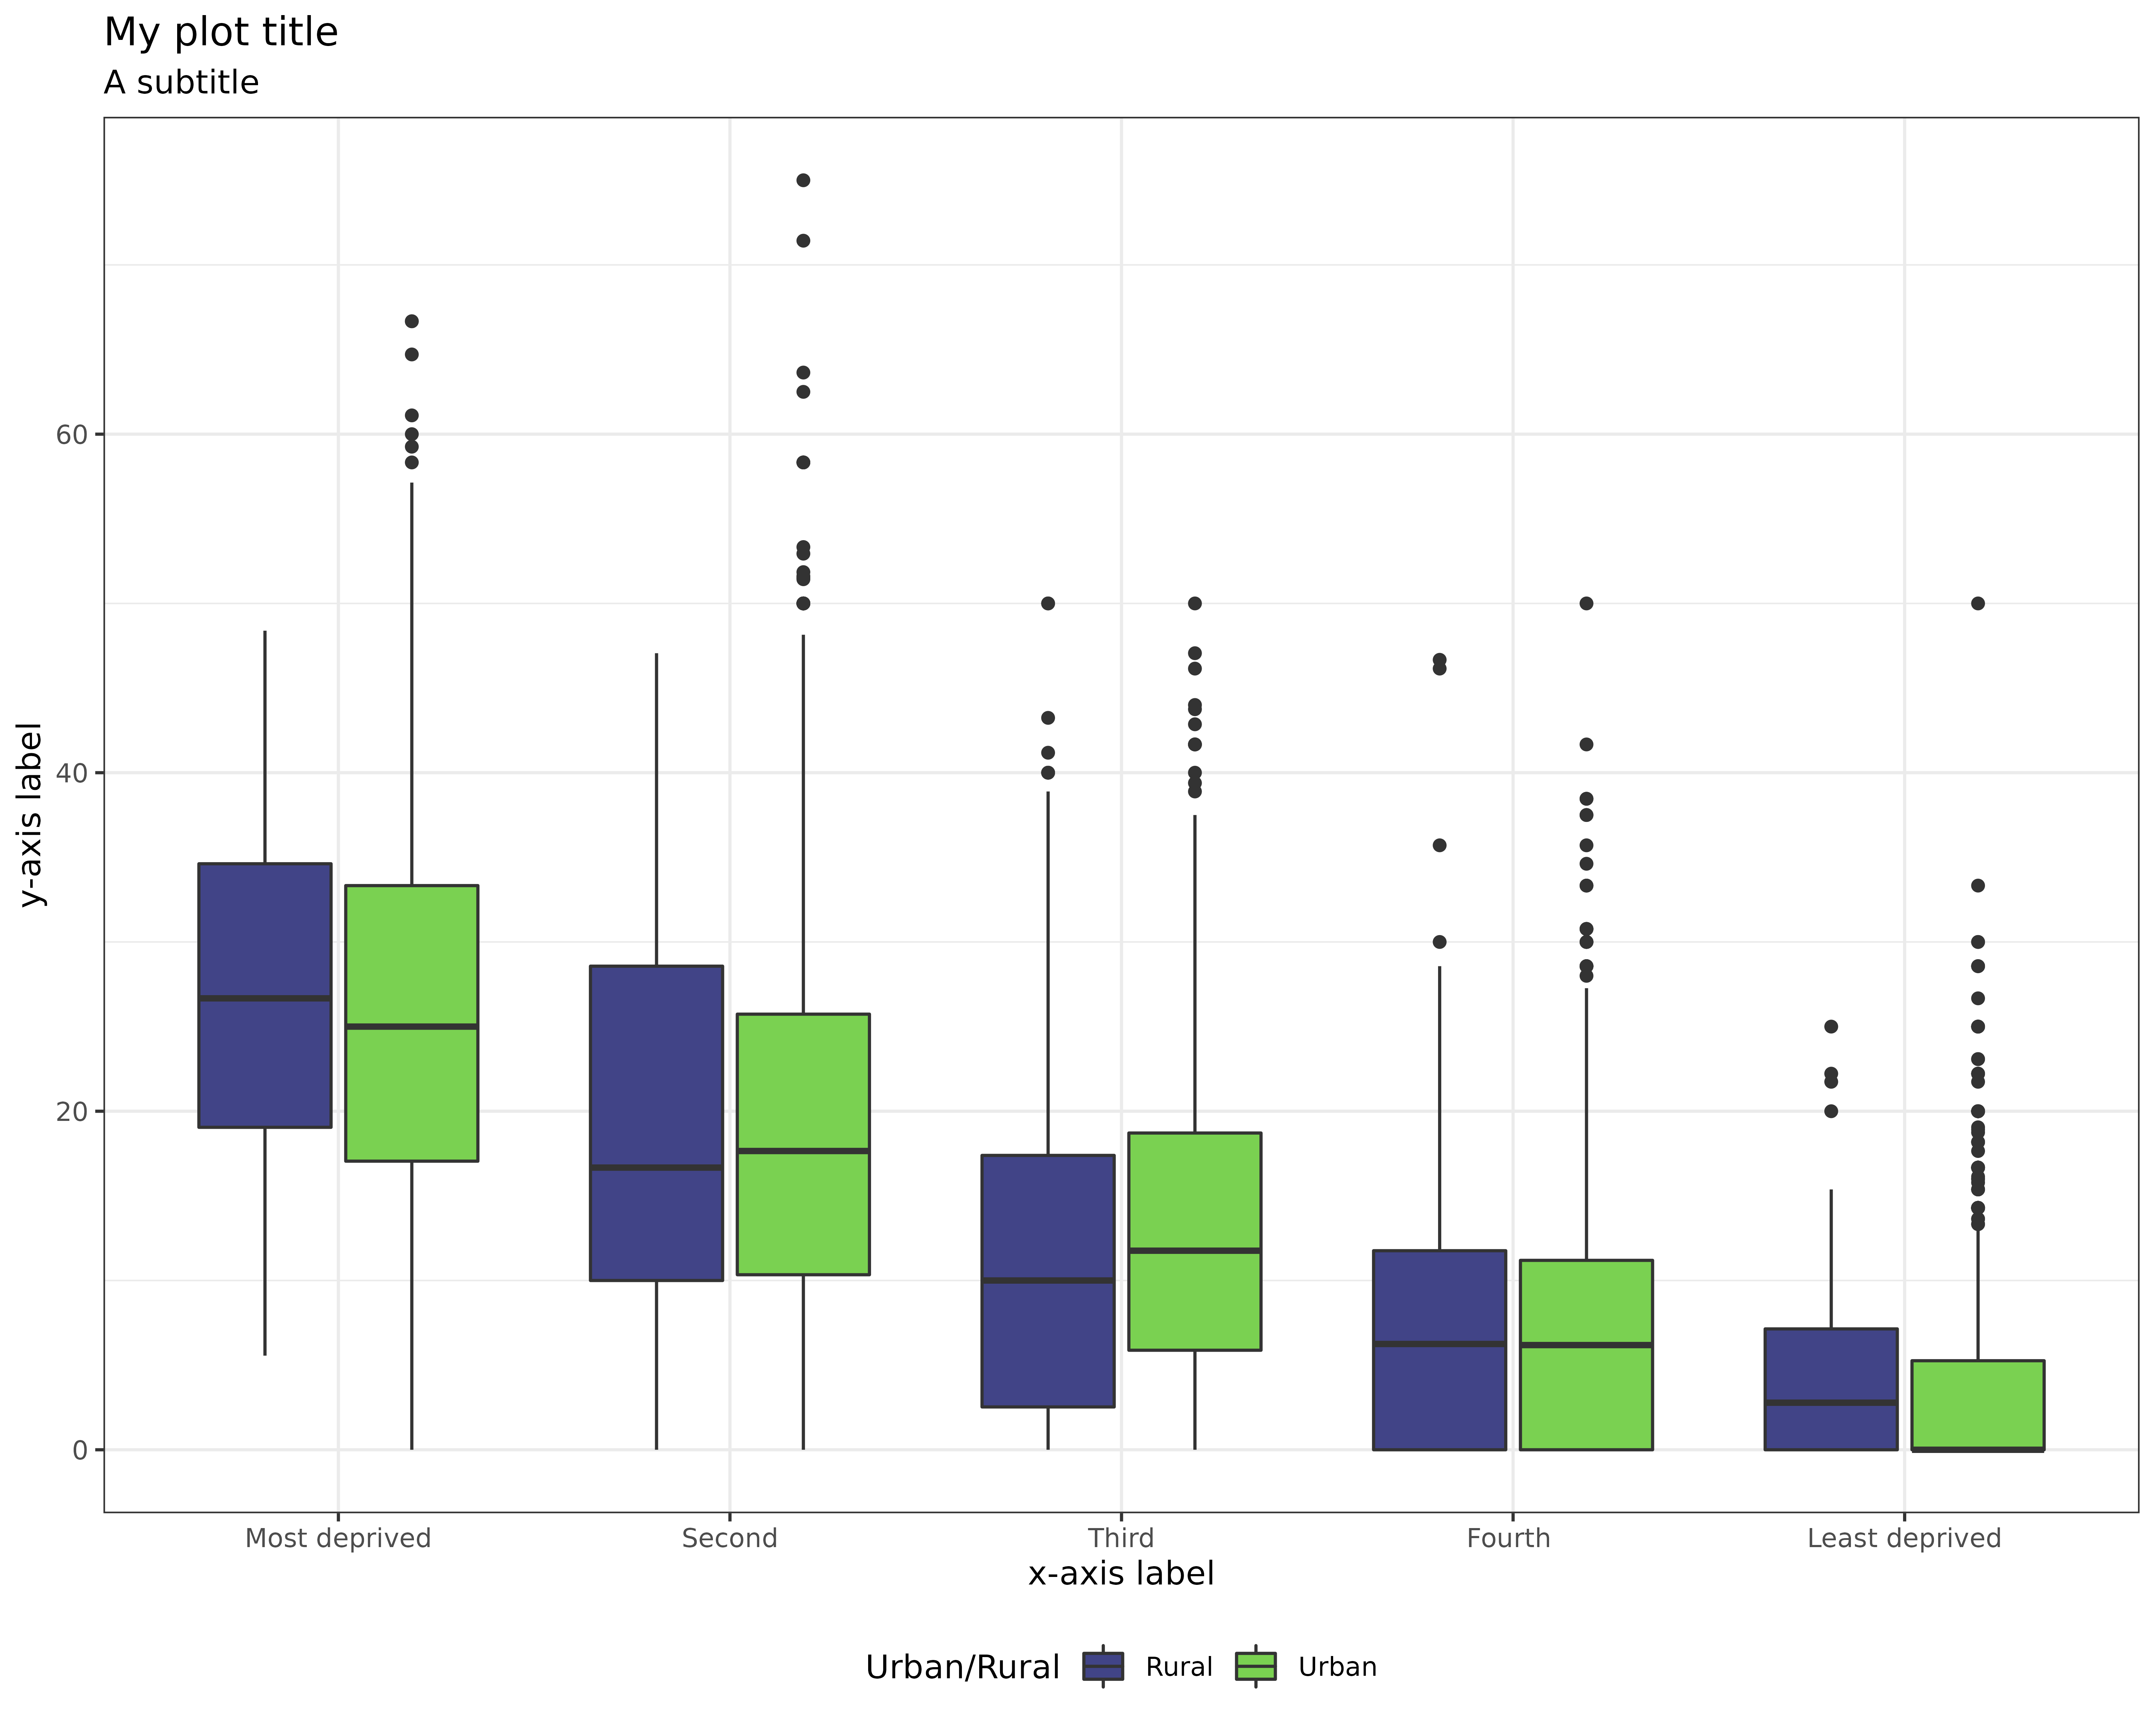 My plot title
A subtitle
y-axis label
60
40
20
0
Most deprived Second Third Fourth Least deprived
x-axis label
Urban/Rural Rural Urban